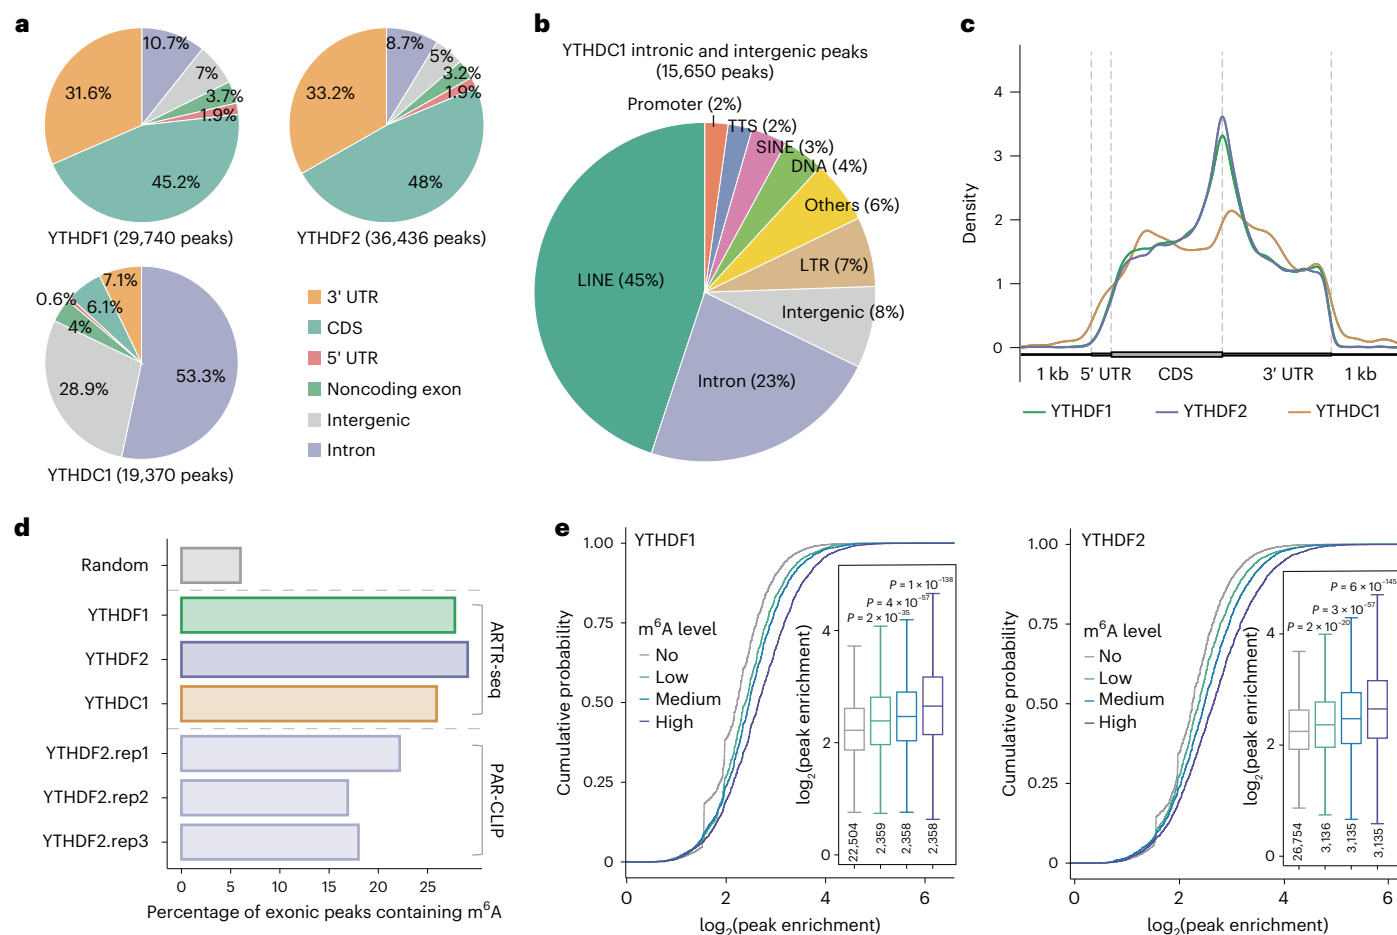 a
10.7%
7%
3.7%
1.9%
45.2%
31.6%
YTHDF1 (29,740 peaks)
8.7%
5%
3.2%
1.9%
48%
33.2%
YTHDF2 (36,436 peaks)
7.1%
0.6%
6.1%
4%
28.9%
53.3%
YTHDC1 (19,370 peaks)
3' UTR
CDS
5' UTR
Noncoding exon
Intergenic
Intron
b
YTHDC1 intronic and intergenic peaks
(15,650 peaks)
Promoter (2%)
TTS (2%)
SINE (3%)
DNA (4%)
Others (6%)
LTR (7%)
Intergenic (8%)
Intron (23%)
LINE (45%)
c
Density
4
3
2
1
0
1 kb 5' UTR CDS 3' UTR 1 kb
YTHDF1 YTHDF2 YTHDC1
d
Random
YTHDF1
YTHDF2
YTHDC1
YTHDF2.rep1
YTHDF2.rep2
YTHDF2.rep3
ARTR-seq
PAR-CLIP
0 5 10 15 20 25
Percentage of exonic peaks containing m⁶A
e
YTHDF1
Cumulative probability
1.00
0.75
0.50
0.25
0
m⁶A level
No
Low
Medium
High
log₂(peak enrichment)
4
2
0
P = 1 × 10⁻¹³⁸
P = 4 × 10⁻⁵⁷
P = 2 × 10⁻³⁵
22,504
2,359
2,358
2,358
0 2 4 6
log₂(peak enrichment)
YTHDF2
Cumulative probability
1.00
0.75
0.50
0.25
0
m⁶A level
No
Low
Medium
High
log₂(peak enrichment)
4
2
0
P = 6 × 10⁻¹⁴⁵
P = 3 × 10⁻⁵⁷
P = 2 × 10⁻²⁰
26,754
3,136
3,135
3,135
0 2 4 6
log₂(peak enrichment)